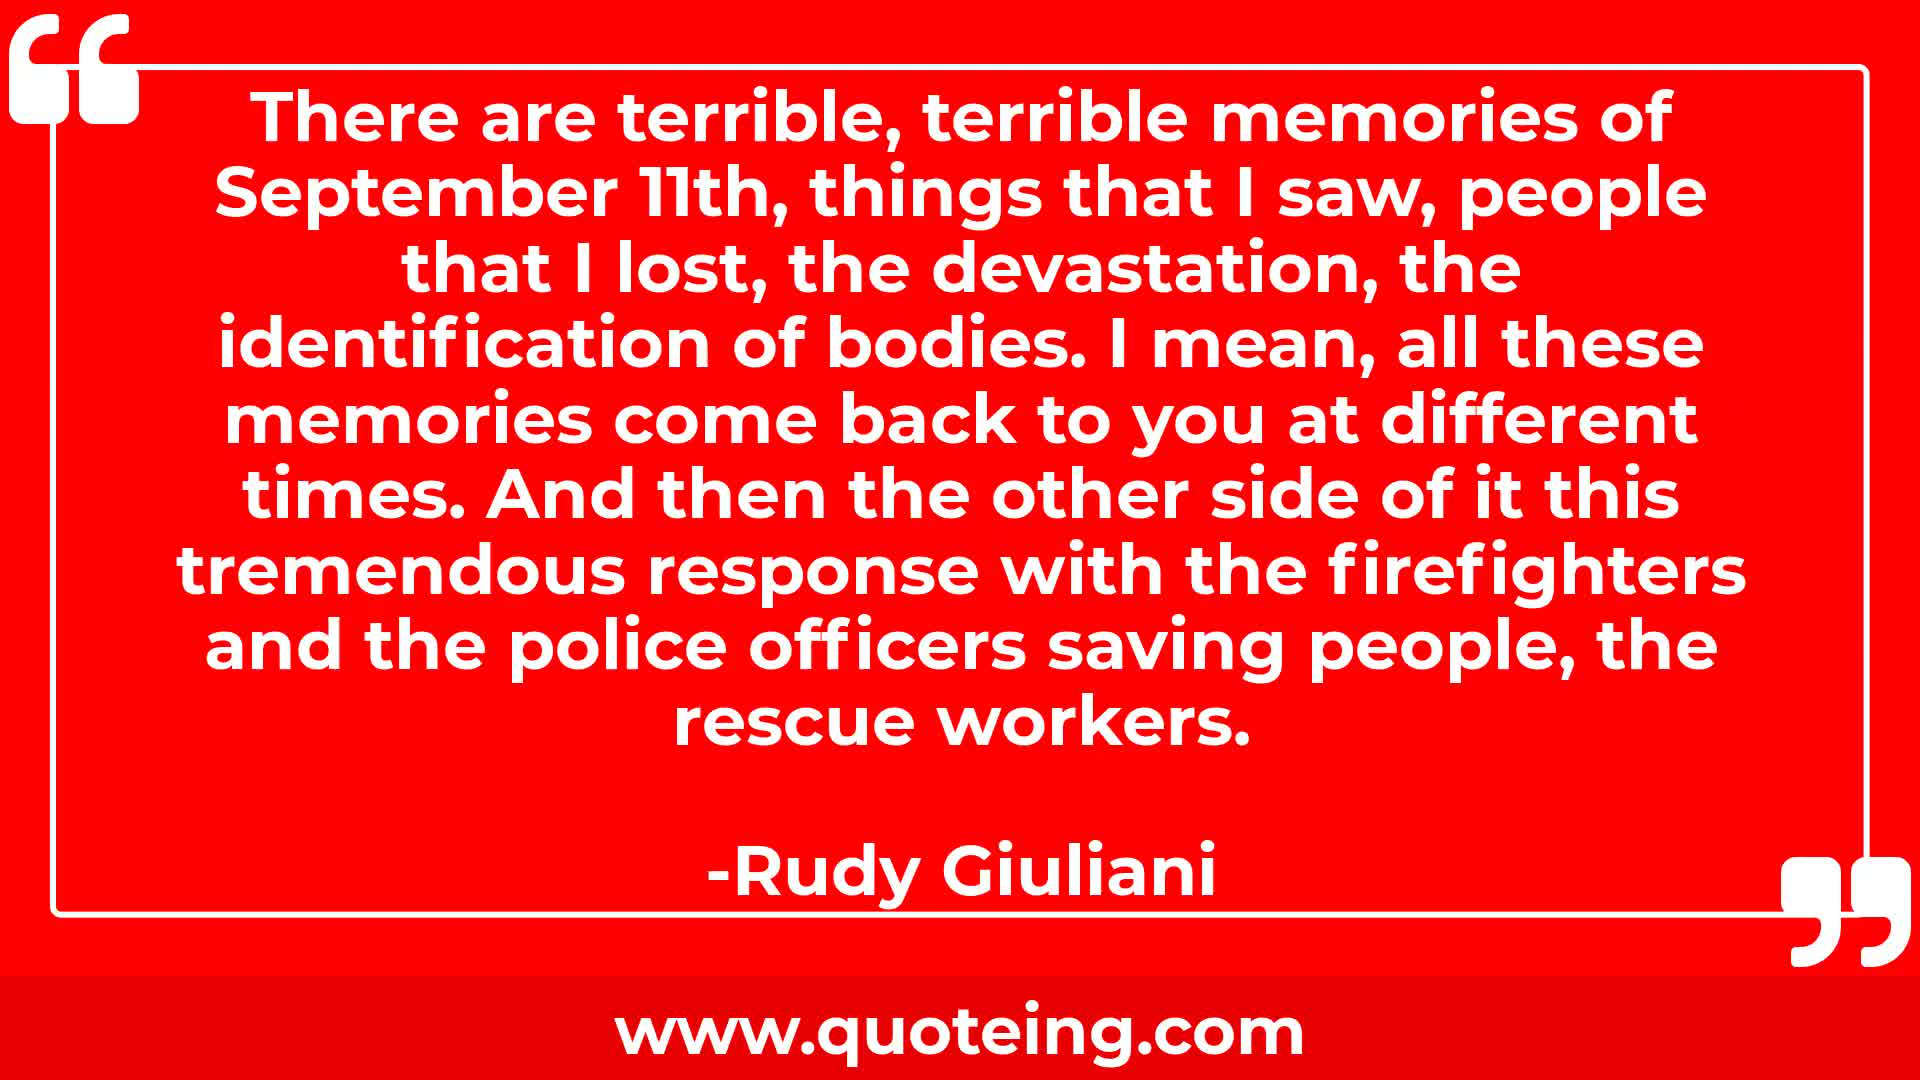 There are terrible, terrible memories of
September 11th, things that I saw, people
that I lost, the devastation, the
identification of bodies. I mean, all these
memories come back to you at different
times. And then the other side of it this
tremendous response with the firefighters
and the police officers saving people, the
rescue workers.
-Rudy Giuliani
www.quoteing.com